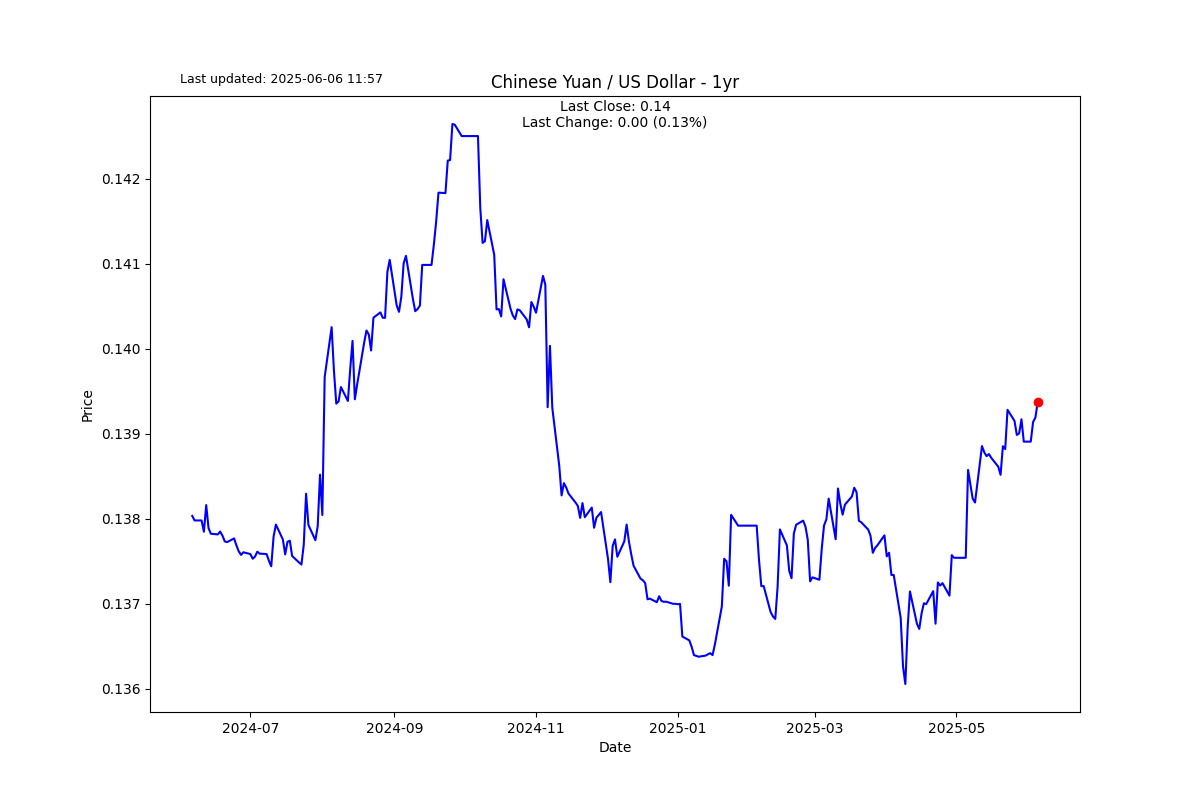 Last updated: 2025-06-06 11:57
Chinese Yuan / US Dollar - 1yr
Last Close: 0.14
Last Change: 0.00 (0.13%)
Price
0.142
0.141
0.140
0.139
0.138
0.137
0.136
2024-07
2024-09
2024-11
2025-01
2025-03
2025-05
Date